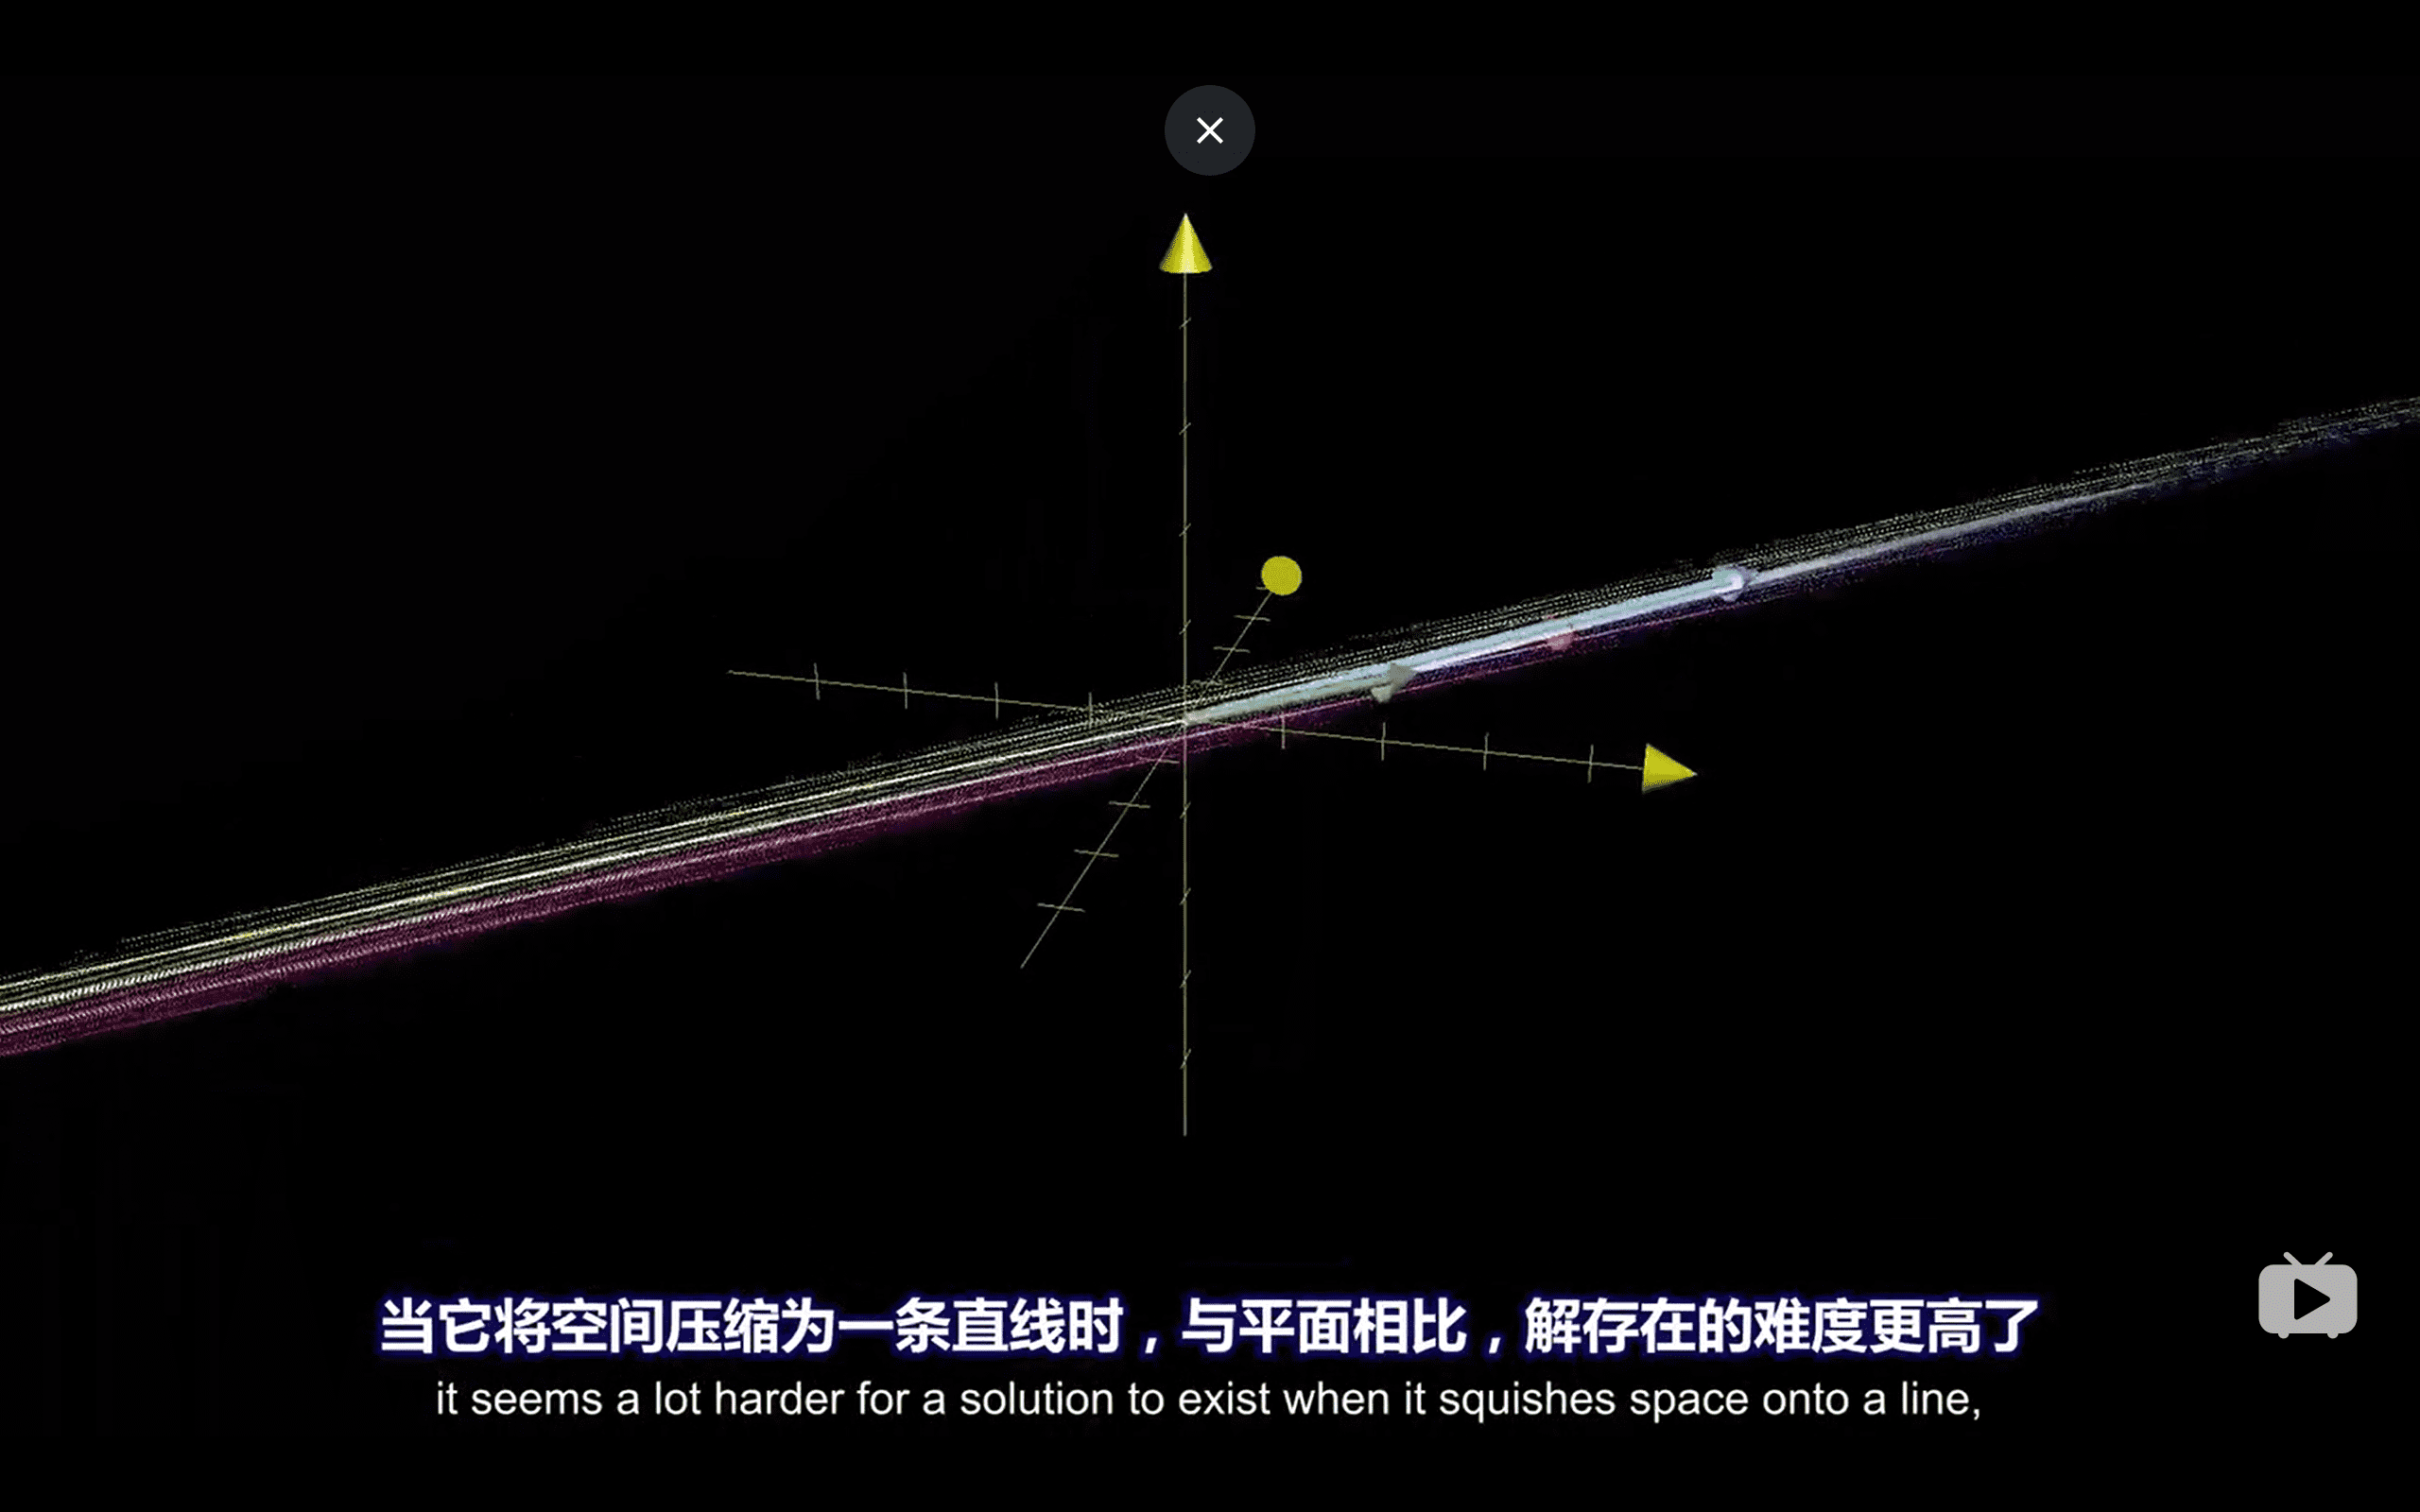 当它将空间压缩为一条直线时，与平面相比，解存在的难度更高了
it seems a lot harder for a solution to exist when it squishes space onto a line,